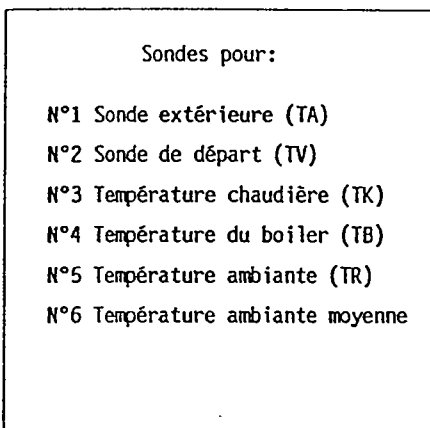 Sondes pour:
N°1 Sonde extérieure (TA)
N°2 Sonde de départ (TV)
N°3 Température chaudière (TK)
N°4 Température du boiler (TB)
N°5 Température ambiante (TR)
N°6 Température ambiante moyenne